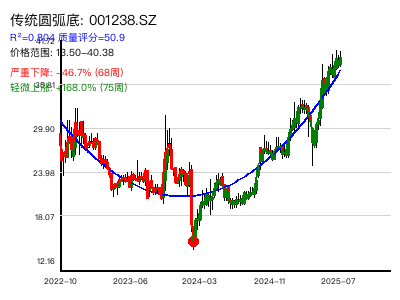 传统圆弧底: 001238.SZ
R²=0.804 质量评分=50.9
41.72
价格范围: 13.50-40.38
严重下降: -46.7% (68周)
轻微上涨: 168.0% (75周)
29.90
23.98
18.07
12.16
2022-10
2023-06
2024-03
2024-11
2025-07